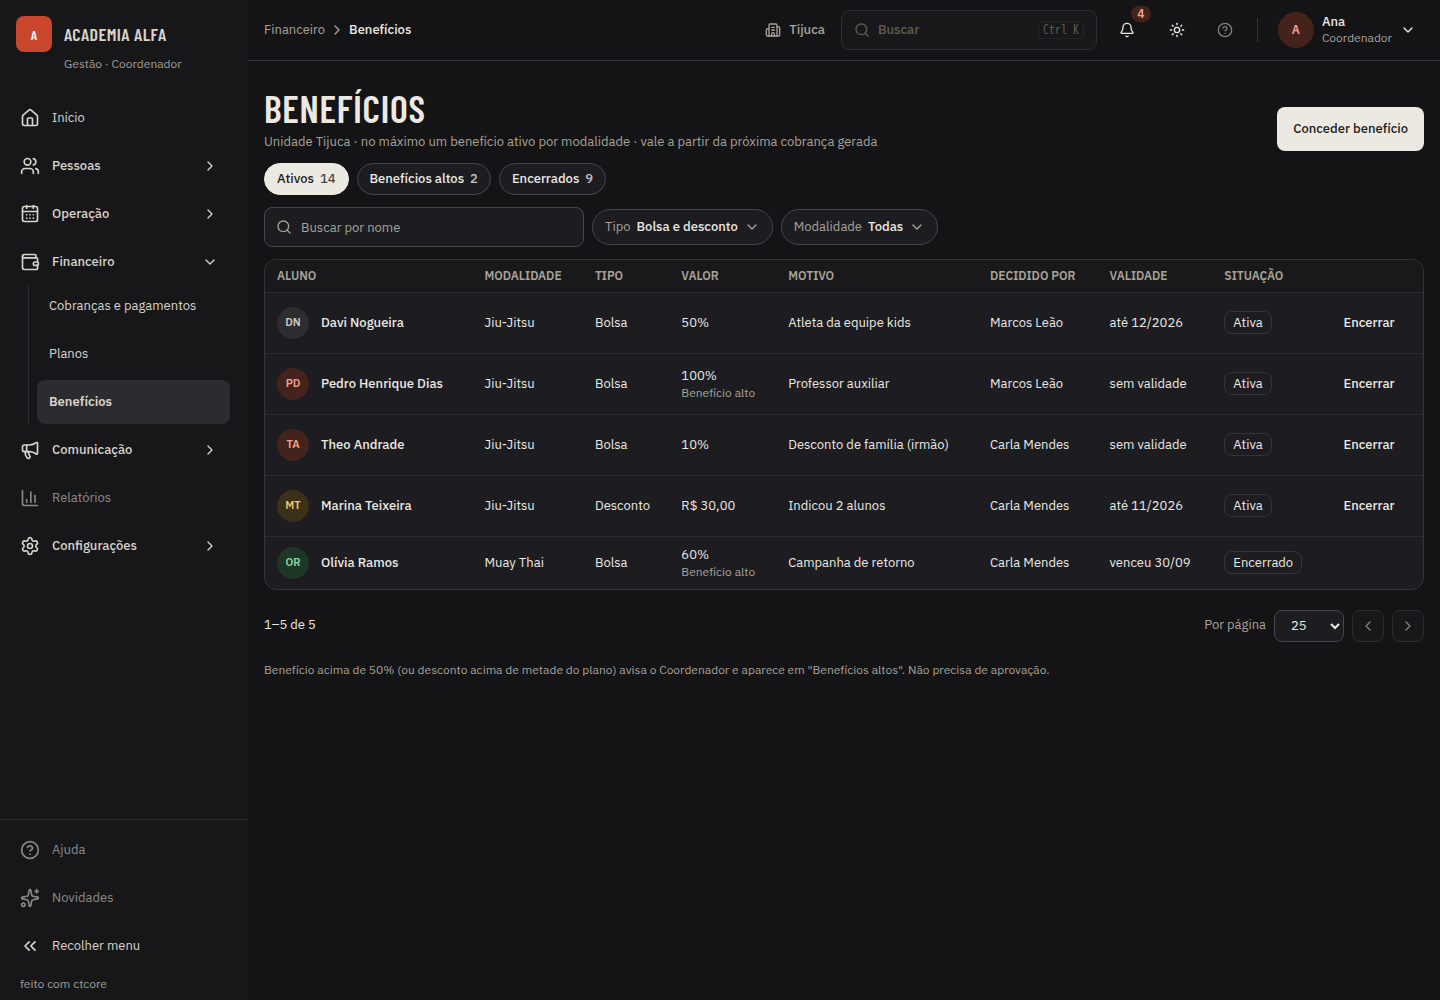 A
ACADEMIA ALFA
Gestão · Coordenador
Início
Pessoas
Operação
Financeiro
Cobranças e pagamentos
Planos
Benefícios
Comunicação
Relatórios
Configurações
Ajuda
Novidades
Recolher menu
feito com ctcore
Financeiro > Benefícios
Tijuca
Buscar
Ctrl K
4
A
Ana
Coordenador
BENEFÍCIOS
Unidade Tijuca · no máximo um benefício ativo por modalidade · vale a partir da próxima cobrança gerada
Conceder benefício
Ativos 14
Benefícios altos 2
Encerrados 9
Buscar por nome
Tipo Bolsa e desconto
Modalidade Todas
ALUNO MODALIDADE TIPO VALOR MOTIVO DECIDIDO POR VALIDADE SITUAÇÃO
DN Davi Nogueira Jiu-Jitsu Bolsa 50% Atleta da equipe kids Marcos Leão até 12/2026 Ativa Encerrar
PD Pedro Henrique Dias Jiu-Jitsu Bolsa 100% Professor auxiliar Marcos Leão sem validade Ativa Encerrar
Benefício alto
TA Theo Andrade Jiu-Jitsu Bolsa 10% Desconto de família (irmão) Carla Mendes sem validade Ativa Encerrar
MT Marina Teixeira Jiu-Jitsu Desconto R$ 30,00 Indicou 2 alunos Carla Mendes até 11/2026 Ativa Encerrar
OR Olívia Ramos Muay Thai Bolsa 60% Campanha de retorno Carla Mendes venceu 30/09 Encerrado
Benefício alto
1–5 de 5
Por página 25
Benefício acima de 50% (ou desconto acima de metade do plano) avisa o Coordenador e aparece em "Benefícios altos". Não precisa de aprovação.